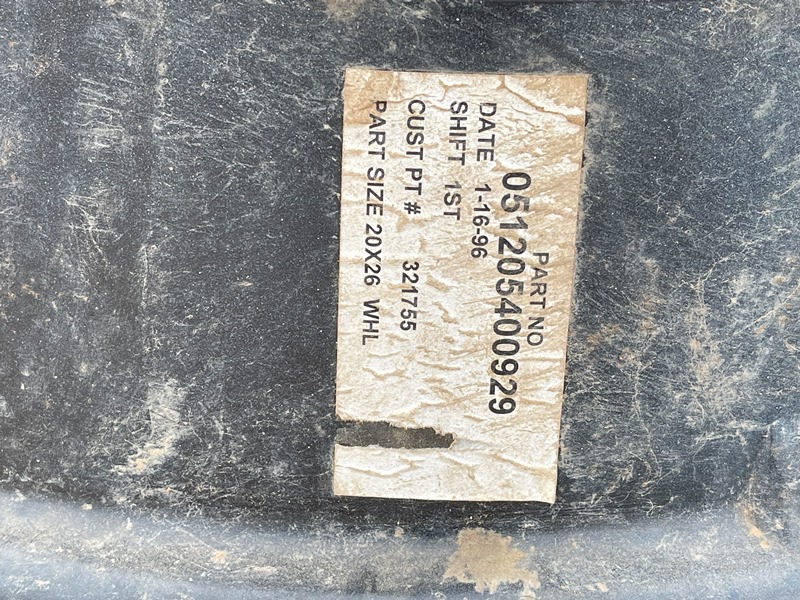 PART NO
051205400929
DATE 1-16-96
SHIFT 1ST
CUST PT # 321755
PART SIZE 20X26 WHL